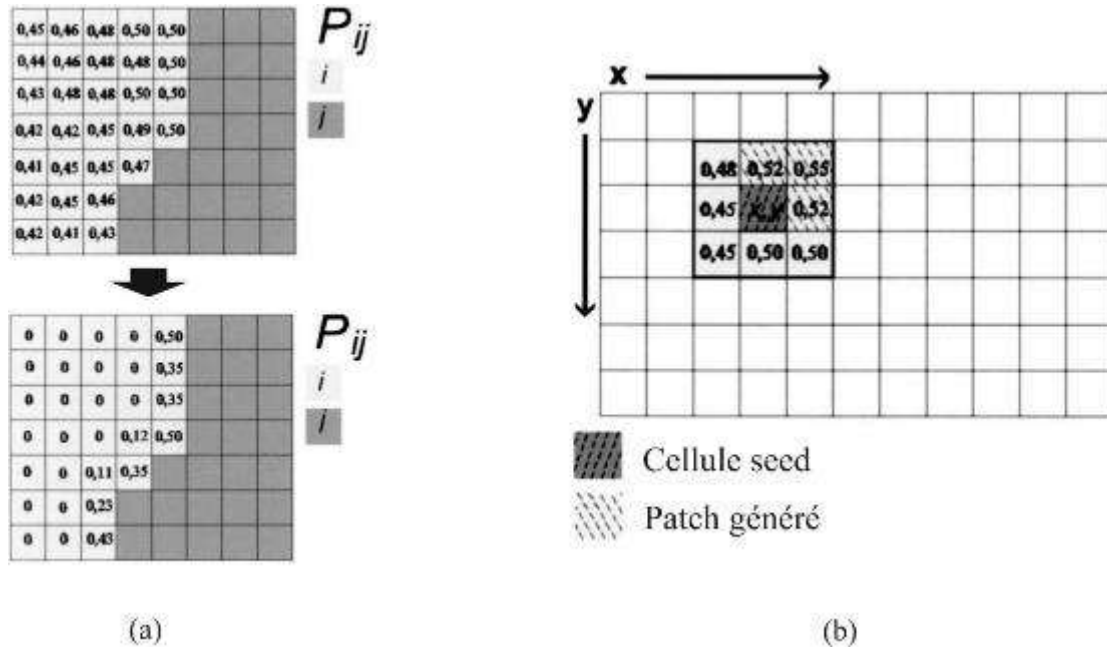 0,45 0,46 0,48 0,50 0,50
0,44 0,46 0,48 0,48 0,50
0,43 0,48 0,48 0,50 0,50
0,42 0,42 0,45 0,49 0,50
0,41 0,45 0,45 0,47
0,42 0,45 0,46
0,42 0,41 0,43
P ij
i
j
0 0 0 0 0,50
0 0 0 0 0,35
0 0 0 0 0,35
0 0 0 0,12 0,50
0 0 0,11 0,35
0 0 0,23
0 0 0,43
P ij
i
j
(a)
x
y
0,48 0,52 0,55
0,45 x,y 0,52
0,45 0,50 0,50
Cellule seed
Patch généré
(b)